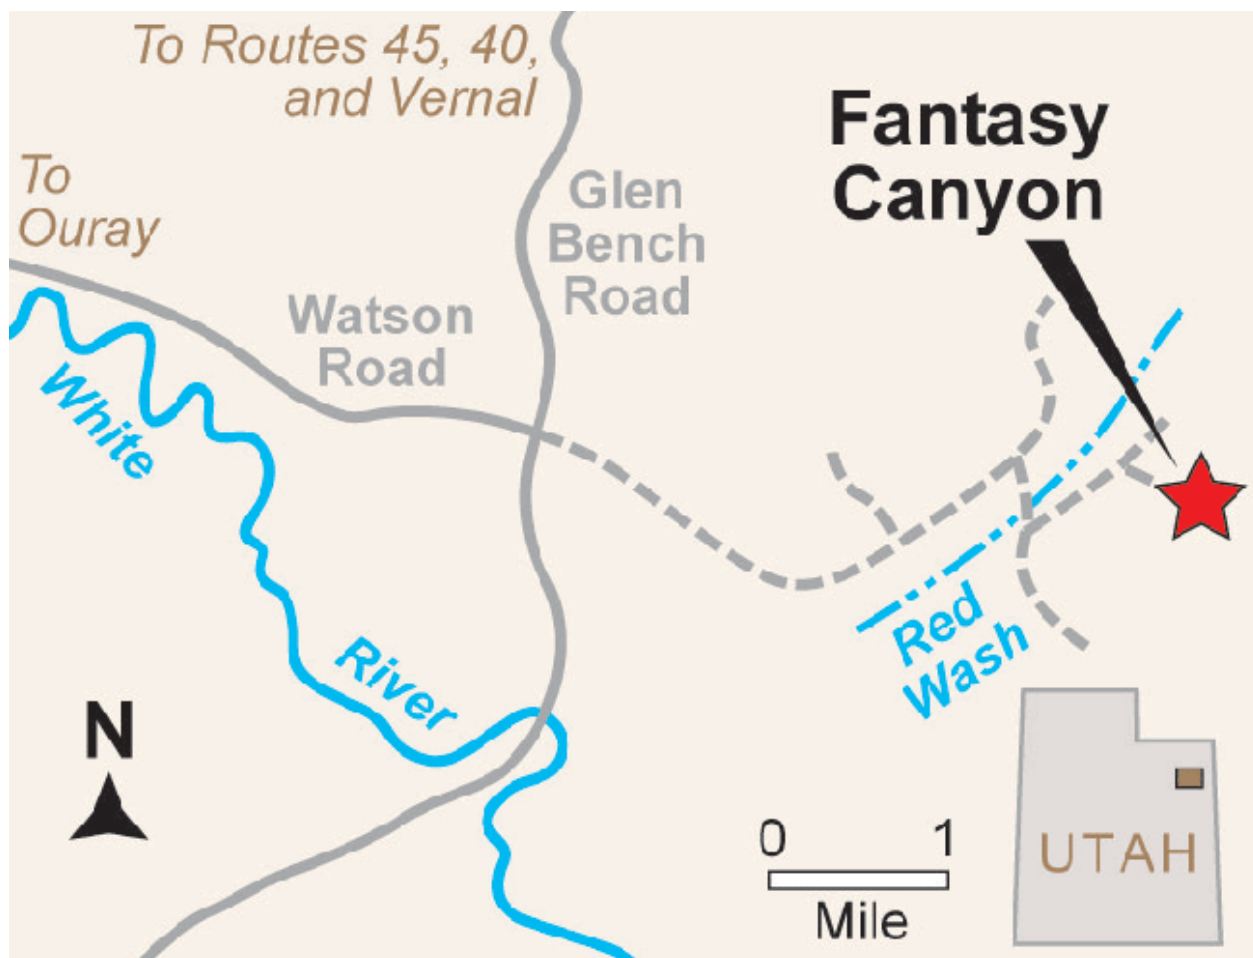 To Routes 45, 40,
and Vernal
To
Ouray
Fantasy
Canyon
Glen
Bench
Road
Watson
Road
White
River
Red
Wash
N
0 1
Mile
UTAH